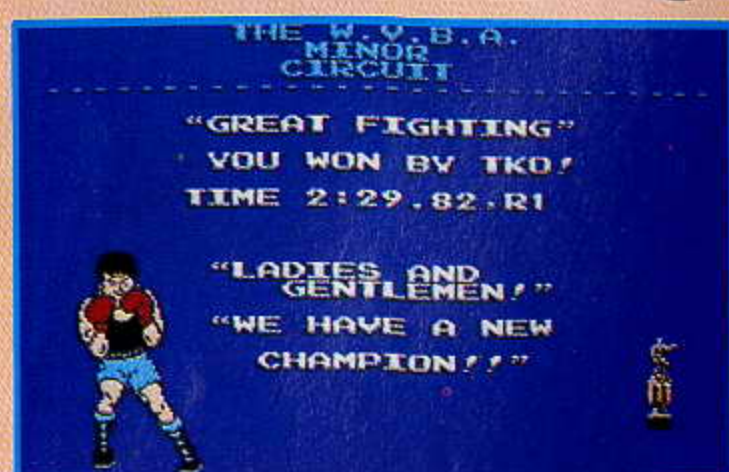 THE W.V.B.A.
MINOR
CIRCUIT
"GREAT FIGHTING"
YOU WON BY TKO!
TIME 2:29.82.R1
"LADIES AND
GENTLEMEN!"
"WE HAVE A NEW
CHAMPION!!"